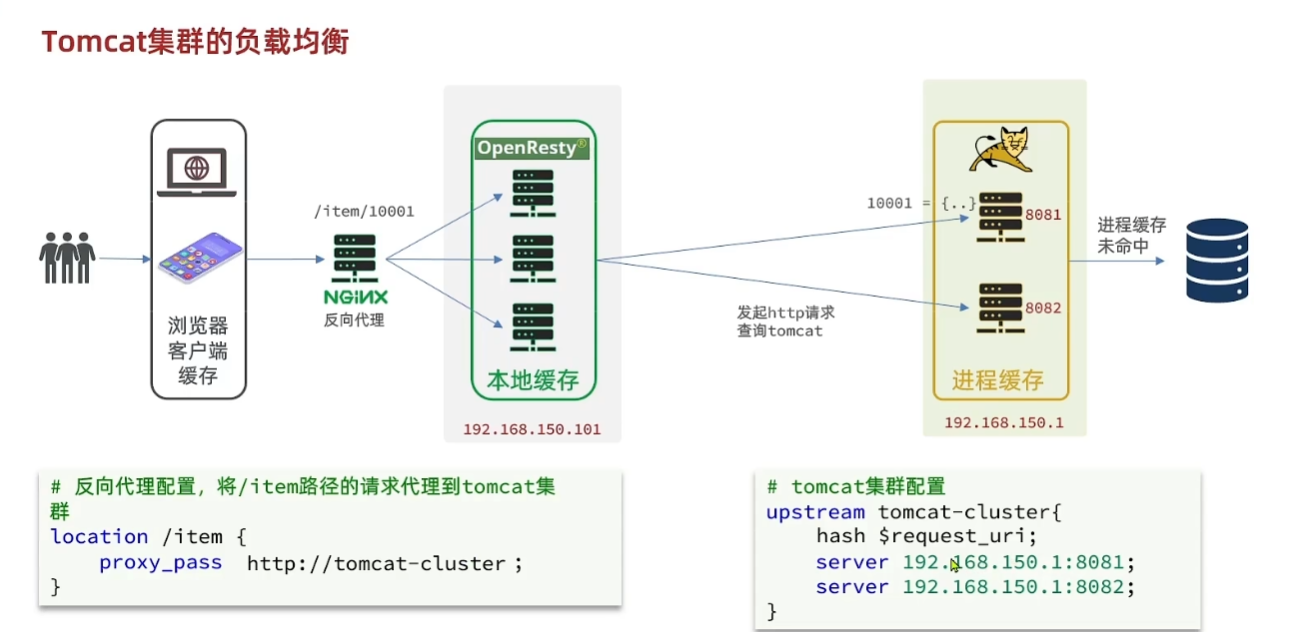 Tomcat集群的负载均衡
浏览器
客户端
缓存
/item/10001
NGINX
反向代理
OpenResty®
本地缓存
192.168.150.101
发起http请求
查询tomcat
10001 = {..}
8081
8082
进程缓存
192.168.150.1
进程缓存
未命中
# 反向代理配置，将/item路径的请求代理到tomcat集
群
location /item {
proxy_pass http://tomcat-cluster ;
}
# tomcat集群配置
upstream tomcat-cluster{
hash $request_uri;
server 192.168.150.1:8081;
server 192.168.150.1:8082;
}